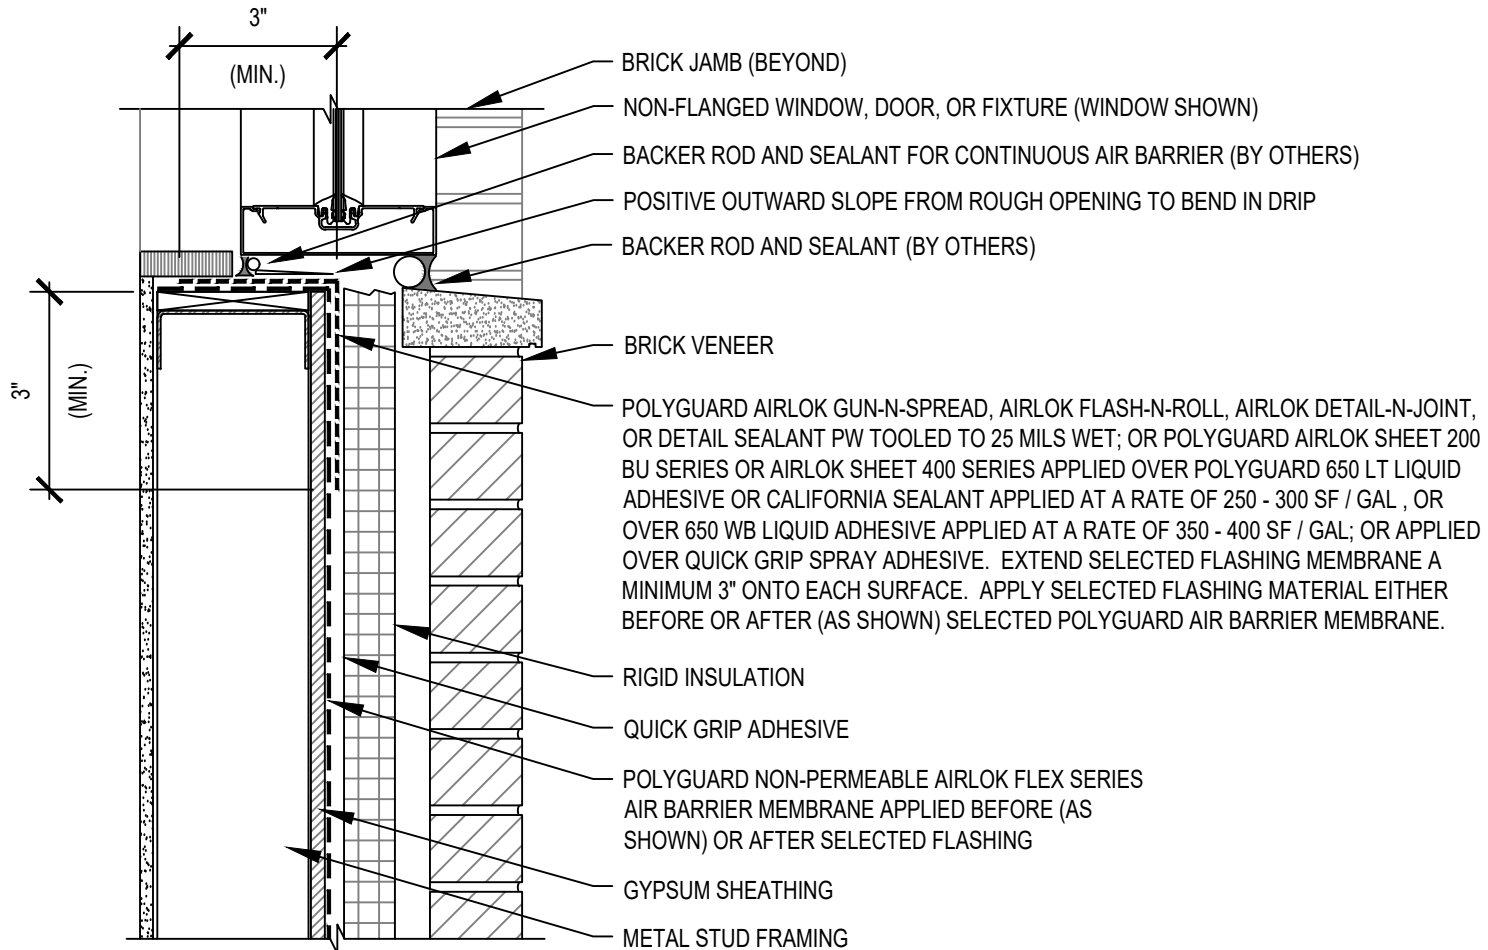 3"
(MIN.)
BRICK JAMB (BEYOND)
NON-FLANGED WINDOW, DOOR, OR FIXTURE (WINDOW SHOWN)
BACKER ROD AND SEALANT FOR CONTINUOUS AIR BARRIER (BY OTHERS)
POSITIVE OUTWARD SLOPE FROM ROUGH OPENING TO BEND IN DRIP
BACKER ROD AND SEALANT (BY OTHERS)
3"
(MIN.)
BRICK VENEER
POLYGUARD AIRLOK GUN-N-SPREAD, AIRLOK FLASH-N-ROLL, AIRLOK DETAIL-N-JOINT,
OR DETAIL SEALANT PW TOOLED TO 25 MILS WET; OR POLYGUARD AIRLOK SHEET 200
BU SERIES OR AIRLOK SHEET 400 SERIES APPLIED OVER POLYGUARD 650 LT LIQUID
ADHESIVE OR CALIFORNIA SEALANT APPLIED AT A RATE OF 250 - 300 SF / GAL , OR
OVER 650 WB LIQUID ADHESIVE APPLIED AT A RATE OF 350 - 400 SF / GAL; OR APPLIED
OVER QUICK GRIP SPRAY ADHESIVE.  EXTEND SELECTED FLASHING MEMBRANE A
MINIMUM 3" ONTO EACH SURFACE.  APPLY SELECTED FLASHING MATERIAL EITHER
BEFORE OR AFTER (AS SHOWN) SELECTED POLYGUARD AIR BARRIER MEMBRANE.
RIGID INSULATION
QUICK GRIP ADHESIVE
POLYGUARD NON-PERMEABLE AIRLOK FLEX SERIES
AIR BARRIER MEMBRANE APPLIED BEFORE (AS
SHOWN) OR AFTER SELECTED FLASHING
GYPSUM SHEATHING
METAL STUD FRAMING